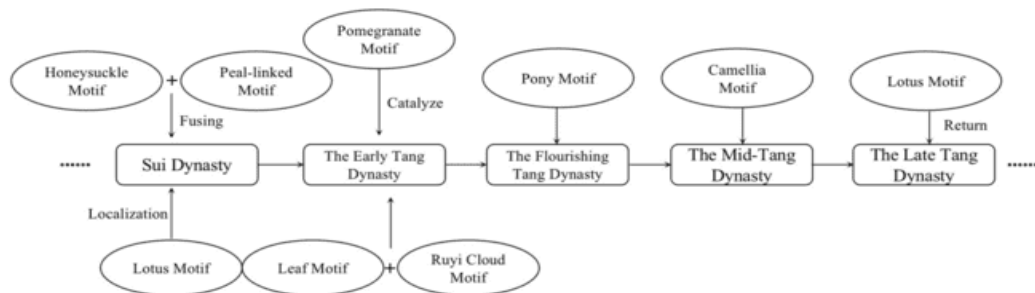 Pomegranate
Motif
Honeysuckle
Motif
+
Peal-linked
Motif
Pony Motif
Camellia
Motif
Lotus Motif
Fusing
Catalyze
Return
......
Sui Dynasty
The Early Tang
Dynasty
The Flourishing
Tang Dynasty
The Mid-Tang
Dynasty
The Late Tang
Dynasty
......
Localization
Lotus Motif
Leaf Motif
+
Ruyi Cloud
Motif